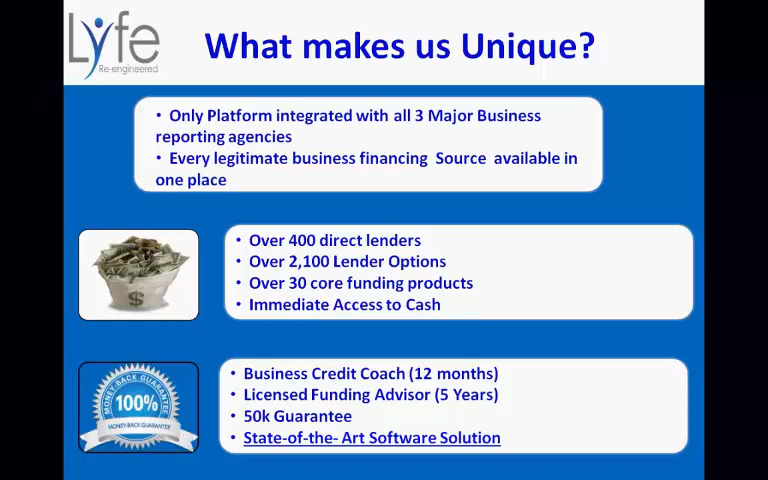 Lyfe
Re-engineered
What makes us Unique?
• Only Platform integrated with all 3 Major Business
reporting agencies
• Every legitimate business financing Source available in
one place
$
• Over 400 direct lenders
• Over 2,100 Lender Options
• Over 30 core funding products
• Immediate Access to Cash
MONEY-BACK GUARANTEE
100%
MONEY-BACK GUARANTEE
• Business Credit Coach (12 months)
• Licensed Funding Advisor (5 Years)
• 50k Guarantee
• State-of-the- Art Software Solution